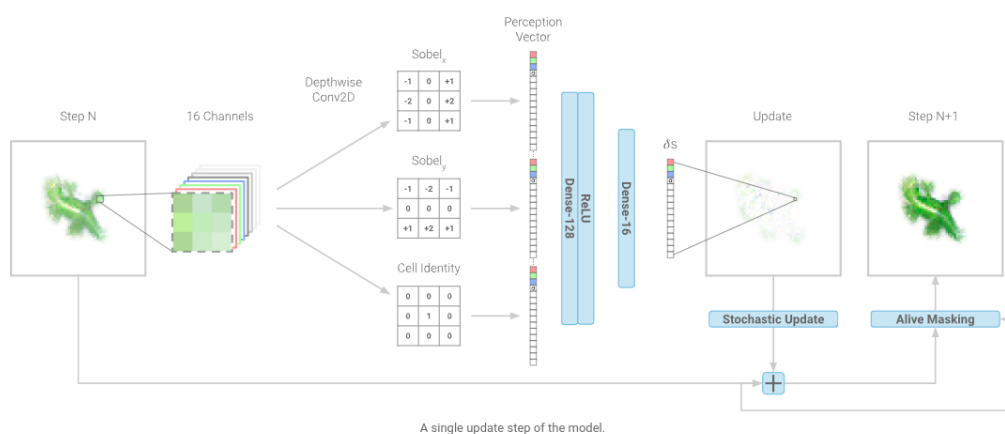 Step N
16 Channels
Depthwise
Conv2D
Sobelx
-1 0 +1
-2 0 +2
-1 0 +1
Sobely
-1 -2 -1
0 0 0
+1 +2 +1
Cell Identity
0 0 0
0 1 0
0 0 0
Perception
Vector
α
α
α
Dense-128
ReLU
Dense-16
δs
α
Update
Stochastic Update
+
Step N+1
Alive Masking
A single update step of the model.